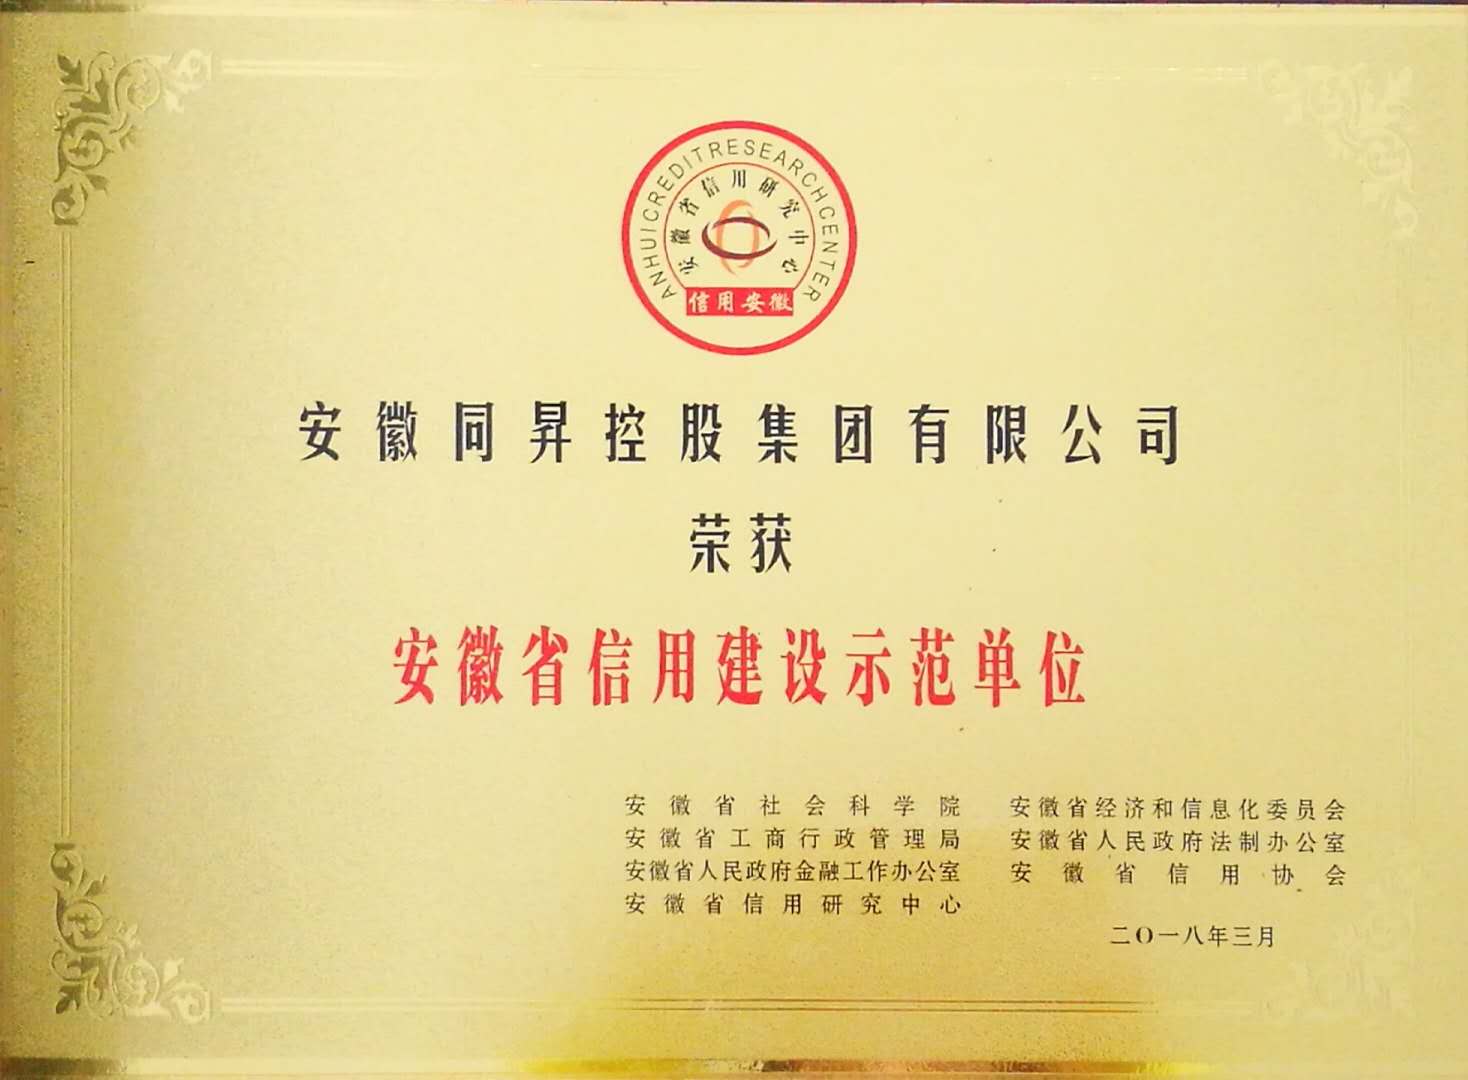 ANHUI CREDIT RESEARCH CENTER
安徽省信用研究中心
信用安徽
安徽同昇控股集团有限公司
荣获
安徽省信用建设示范单位
安徽省社会科学院 安徽省经济和信息化委员会
安徽省工商行政管理局 安徽省人民政府法制办公室
安徽省人民政府金融工作办公室 安徽省信用协会
安徽省信用研究中心
二〇一八年三月